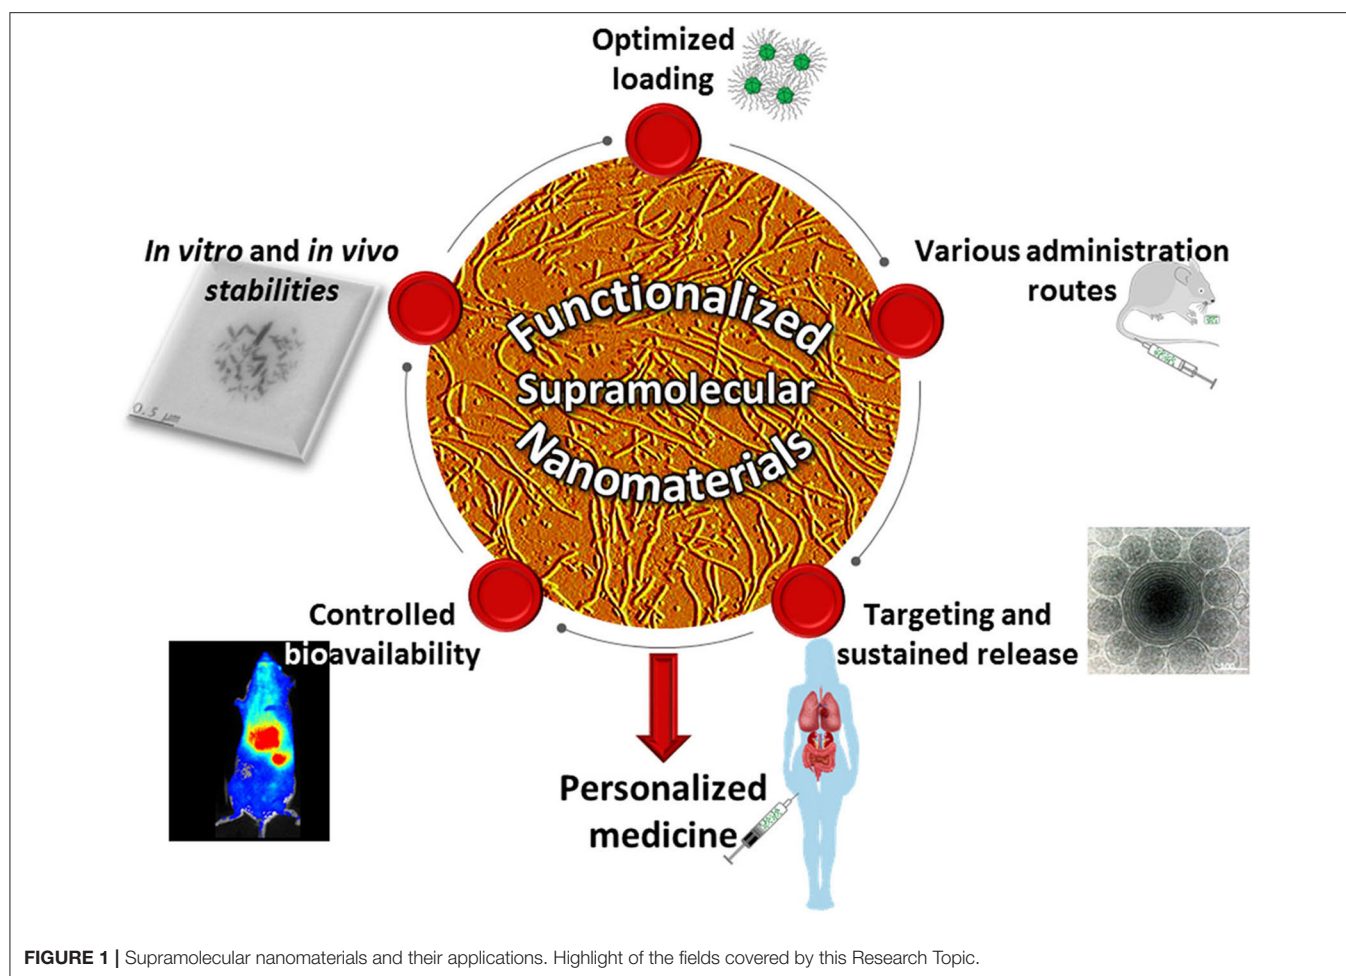 Optimized
loading
In vitro and in vivo
stabilities
Various administration
routes
Functionalized
Supramolecular
Nanomaterials
0.5 µm
Controlled
bioavailability
Targeting and
sustained release
100
Personalized
medicine
FIGURE 1 | Supramolecular nanomaterials and their applications. Highlight of the fields covered by this Research Topic.